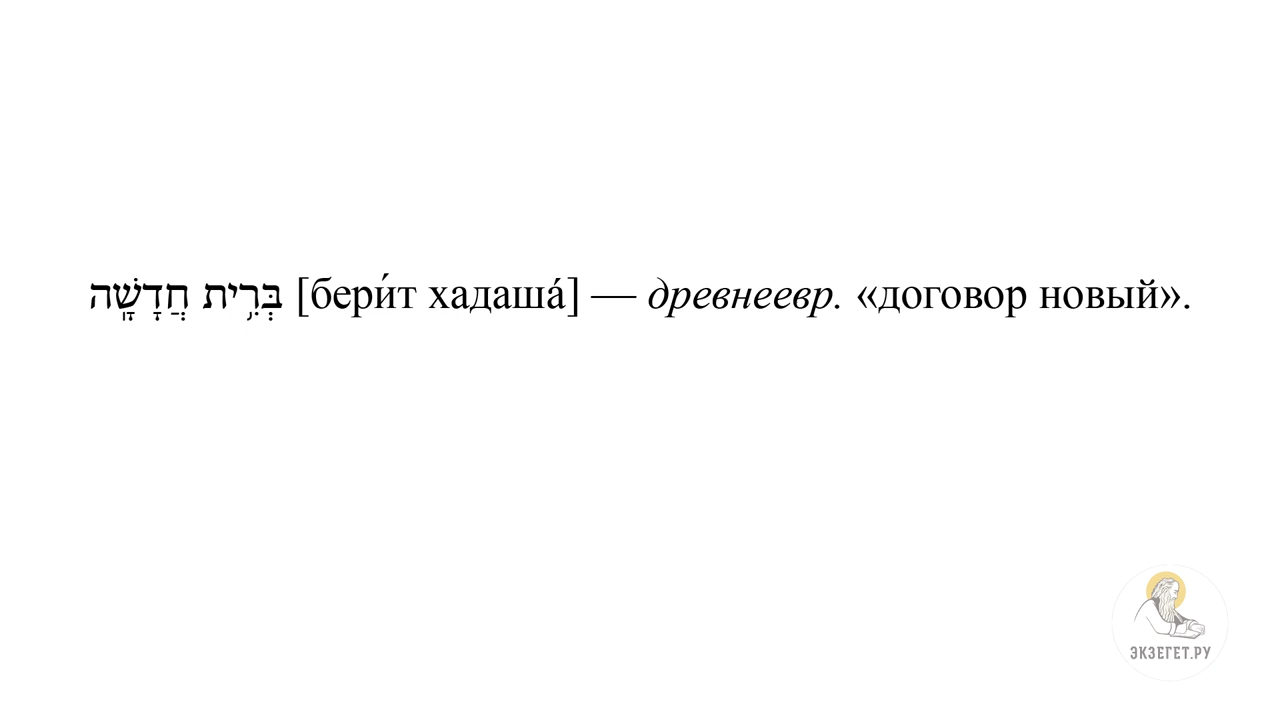 בְּרִ֥ית חֲדָשָֽׁה [бери́т хадаша́] — древнеевр. «договор новый».
ЭКЗЕГЕТ.РУ